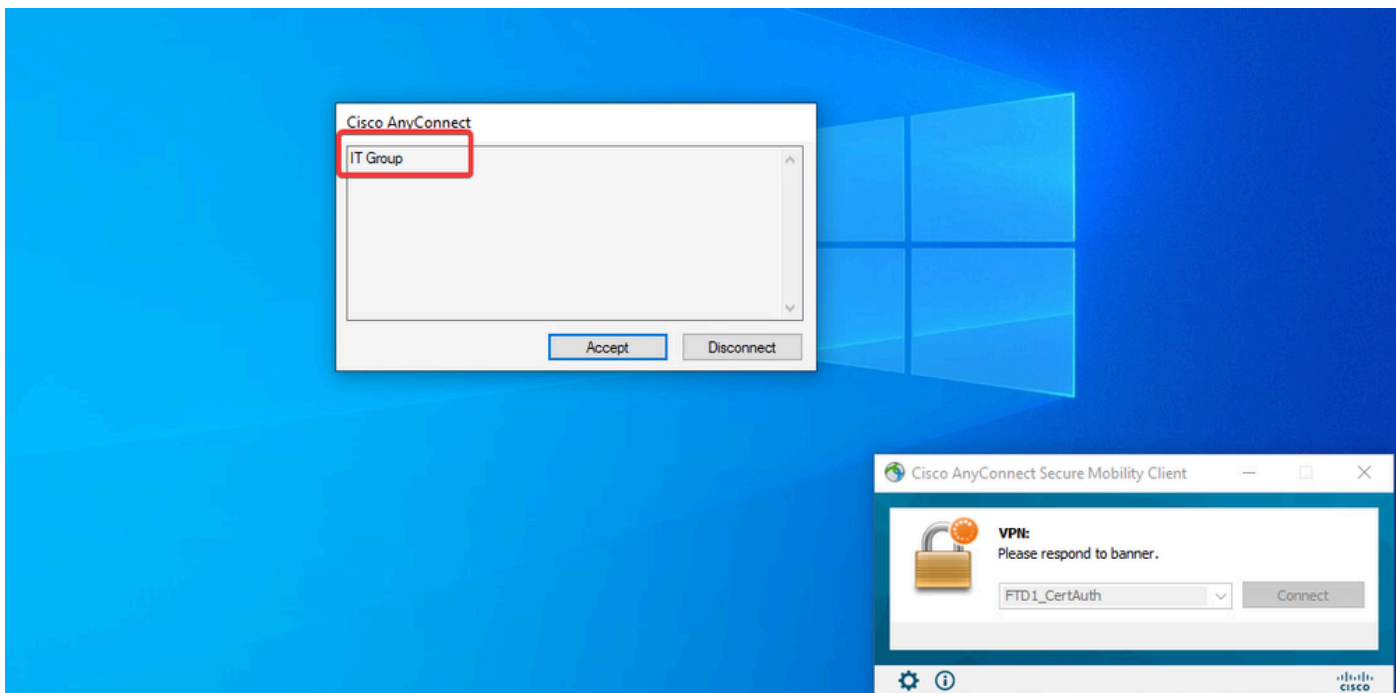 Cisco AnyConnect
IT Group
Accept
Disconnect
Cisco AnyConnect Secure Mobility Client
VPN:
Please respond to banner.
FTD1_CertAuth
Connect
CISCO